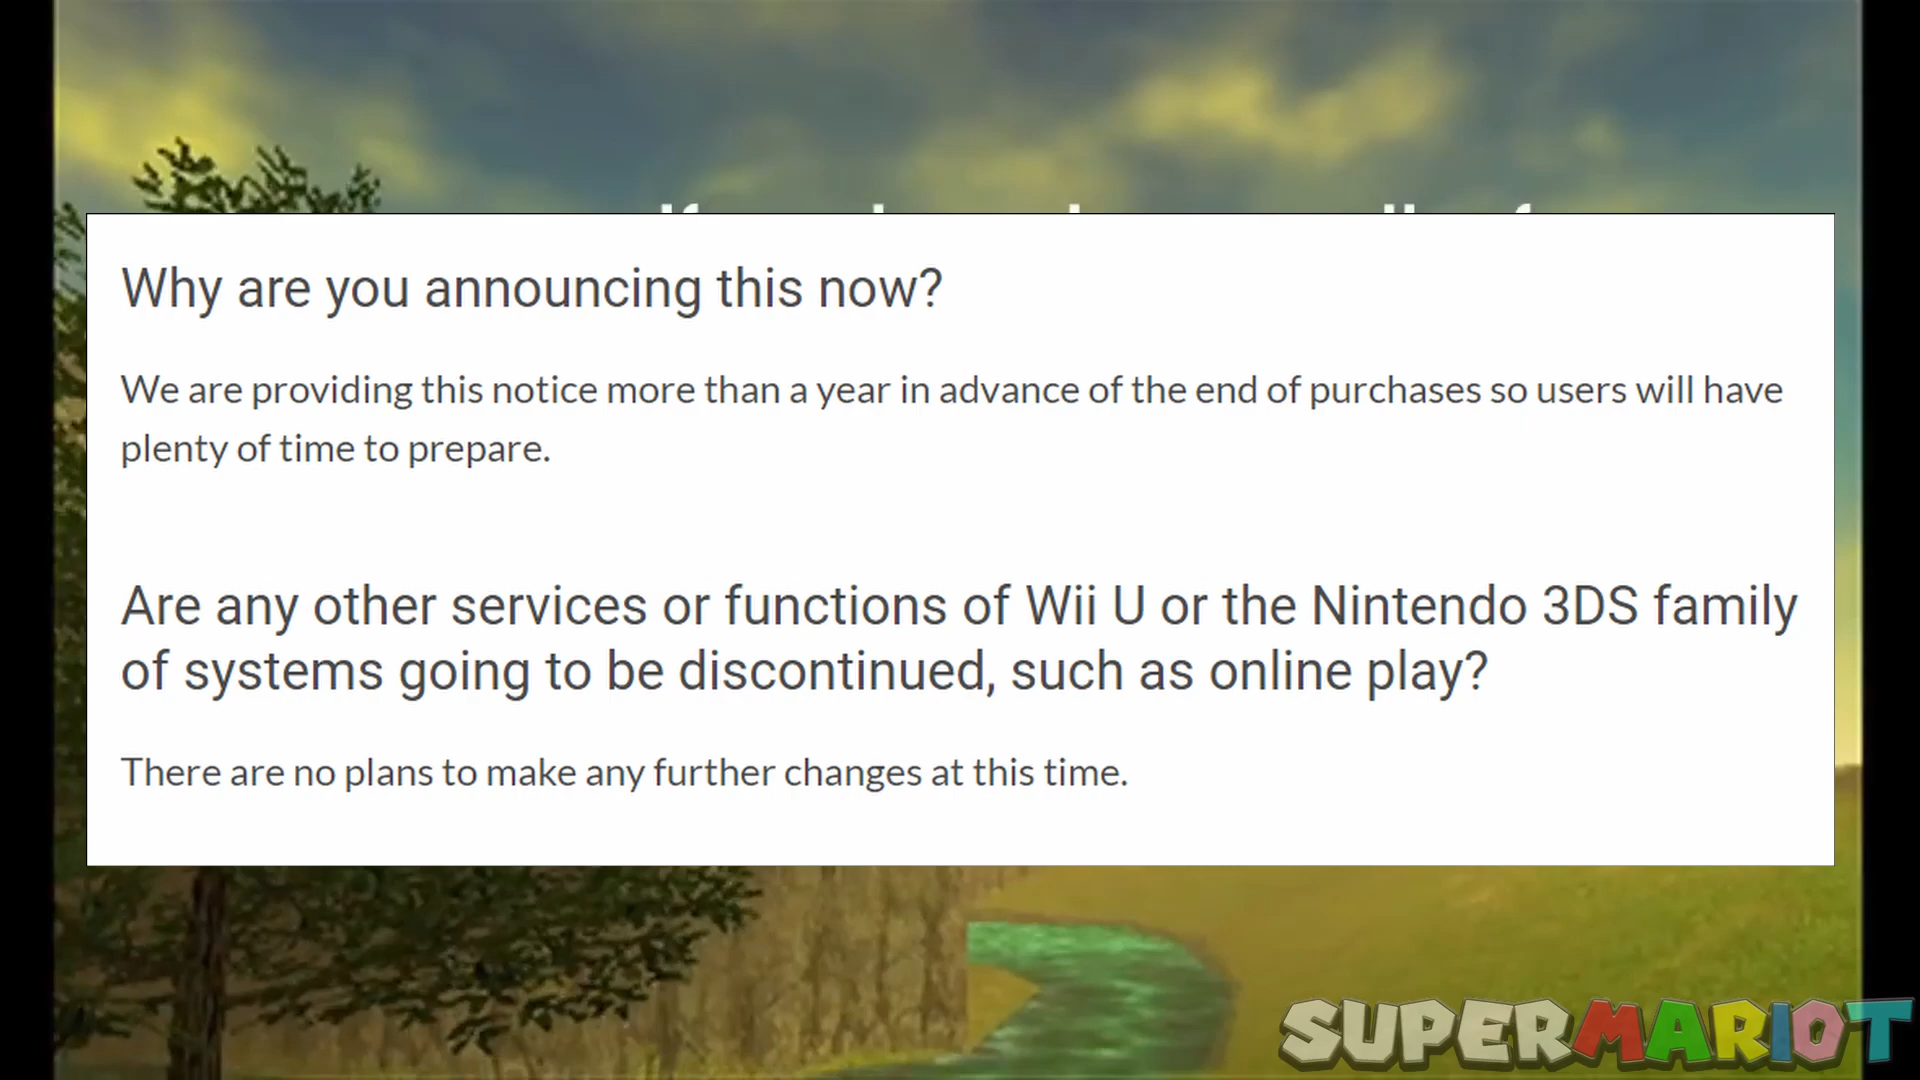 Why are you announcing this now?
We are providing this notice more than a year in advance of the end of purchases so users will have
plenty of time to prepare.
Are any other services or functions of Wii U or the Nintendo 3DS family
of systems going to be discontinued, such as online play?
There are no plans to make any further changes at this time.
SUPERMARIOT